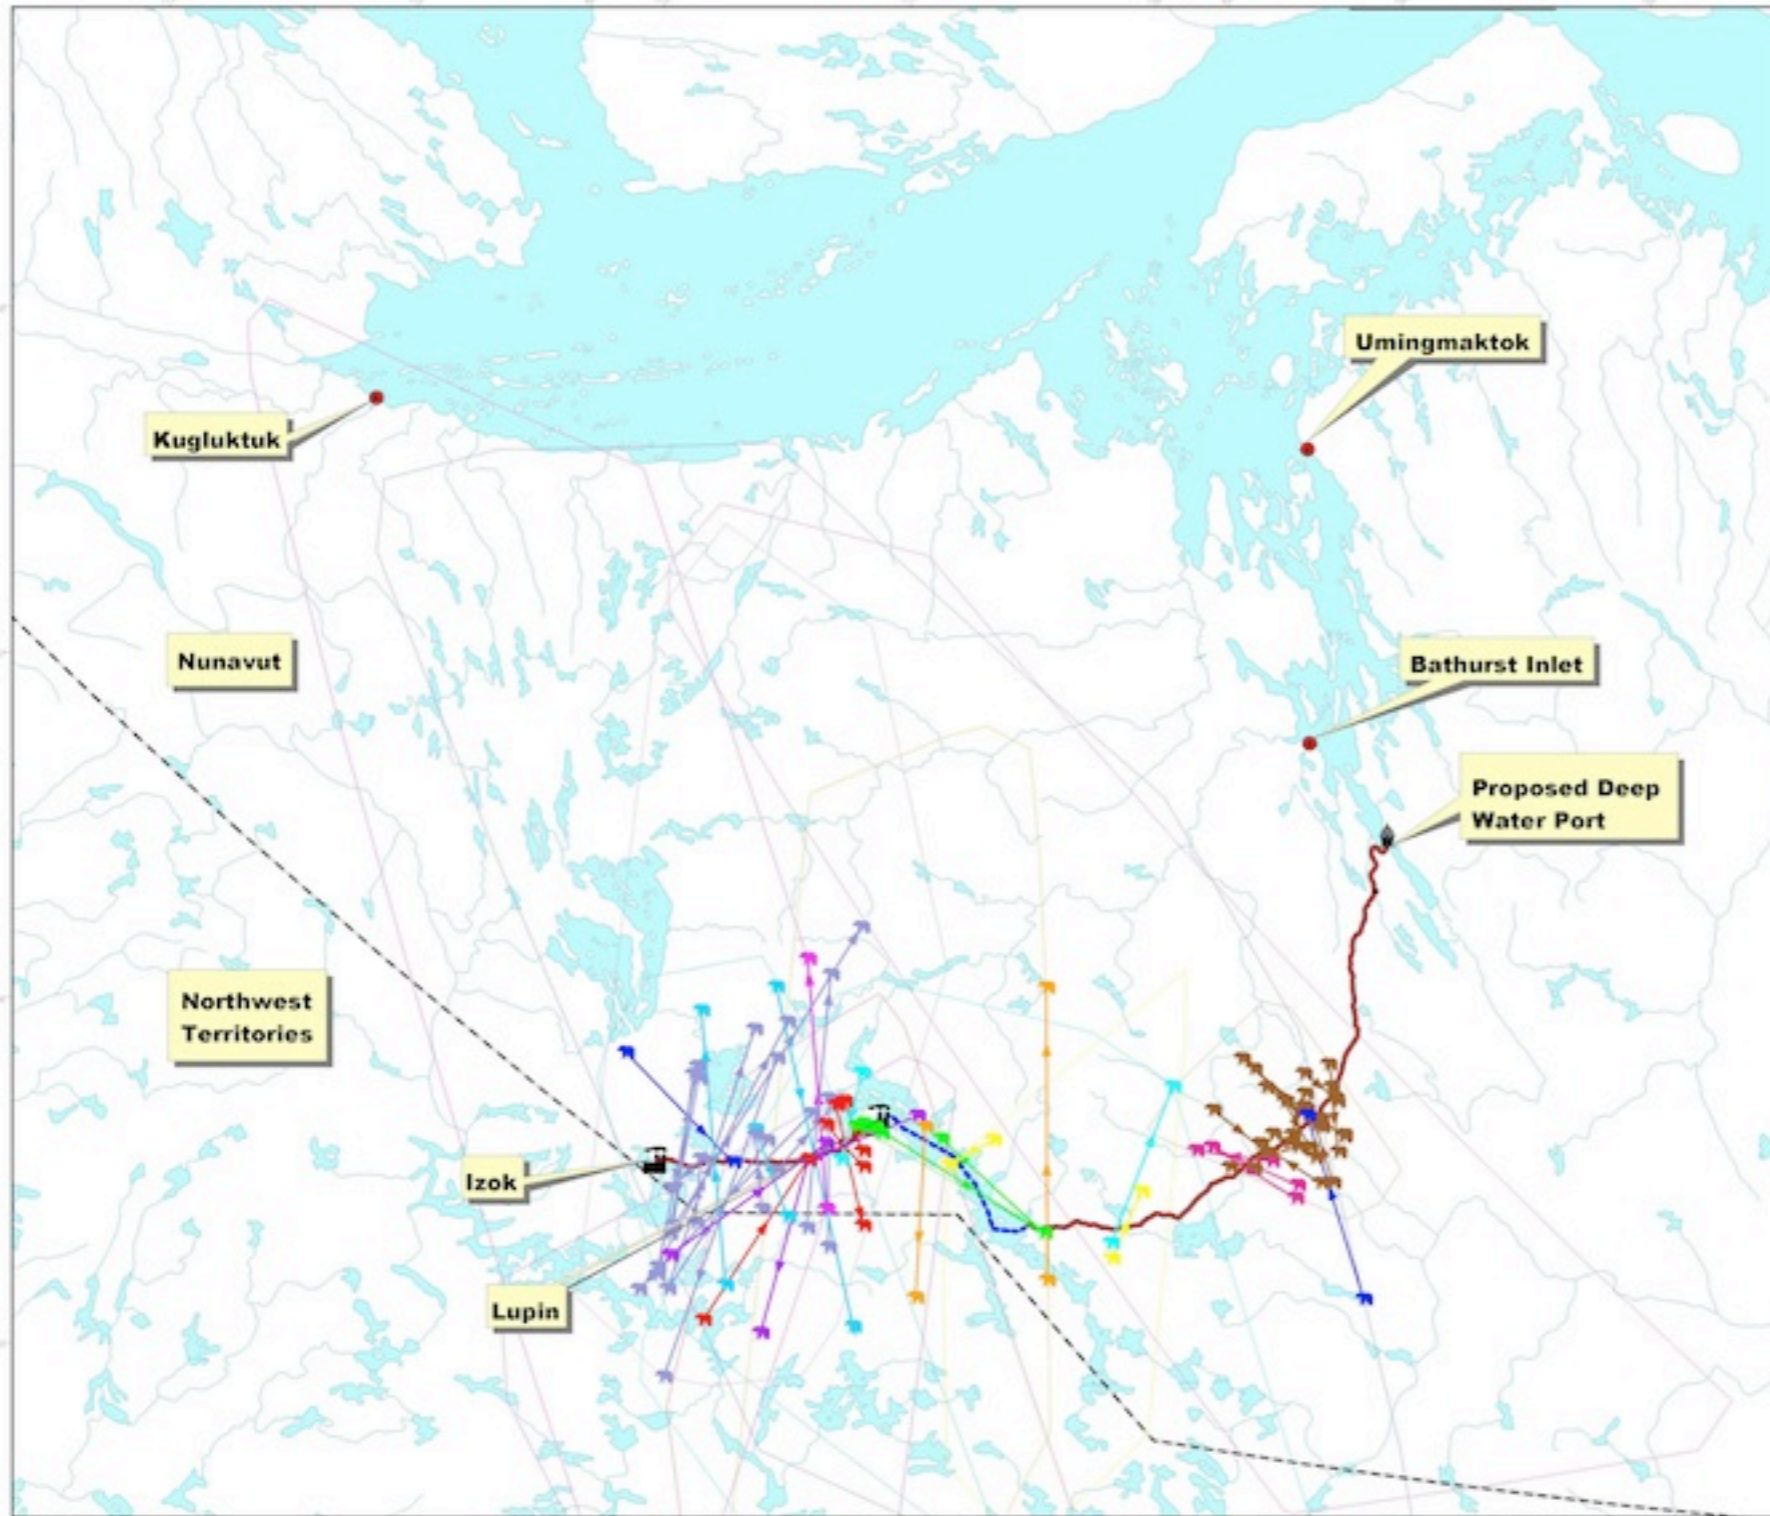 Umingmaktok
Kugluktuk
Nunavut
Bathurst Inlet
Proposed Deep
Water Port
Northwest
Territories
Izok
Lupin